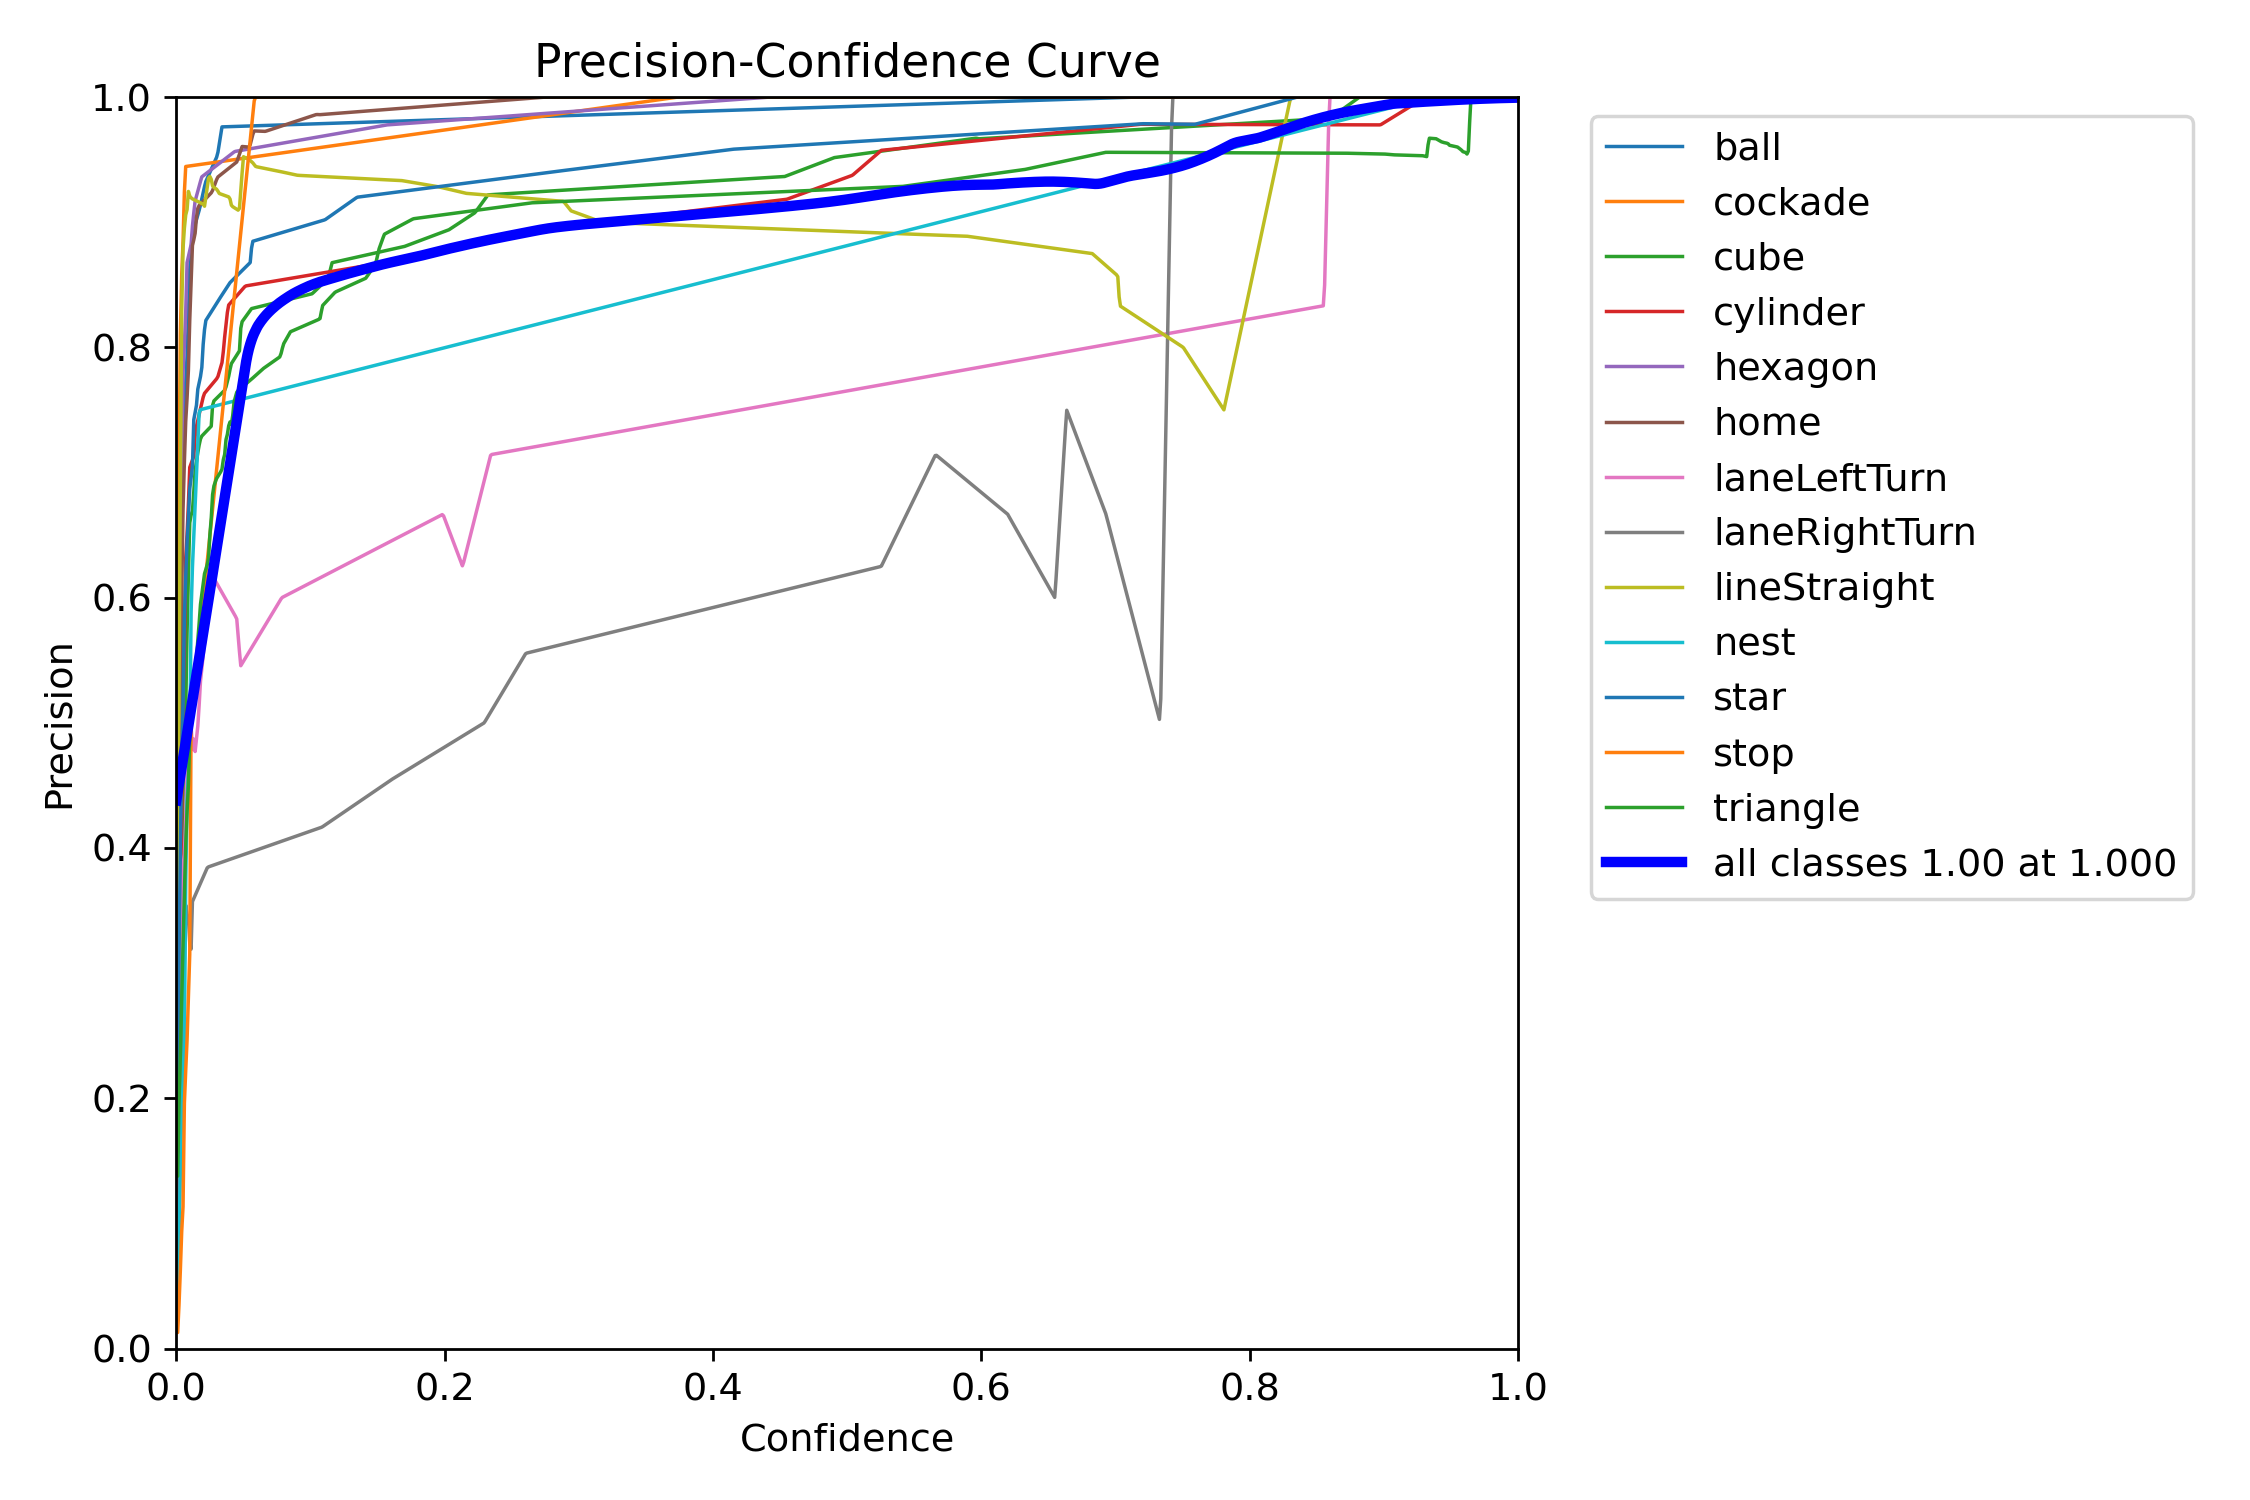 Precision-Confidence Curve
1.0
0.8
0.6
0.4
0.2
0.0
Precision
0.0 0.2 0.4 0.6 0.8 1.0
Confidence
ball
cockade
cube
cylinder
hexagon
home
laneLeftTurn
laneRightTurn
lineStraight
nest
star
stop
triangle
all classes 1.00 at 1.000